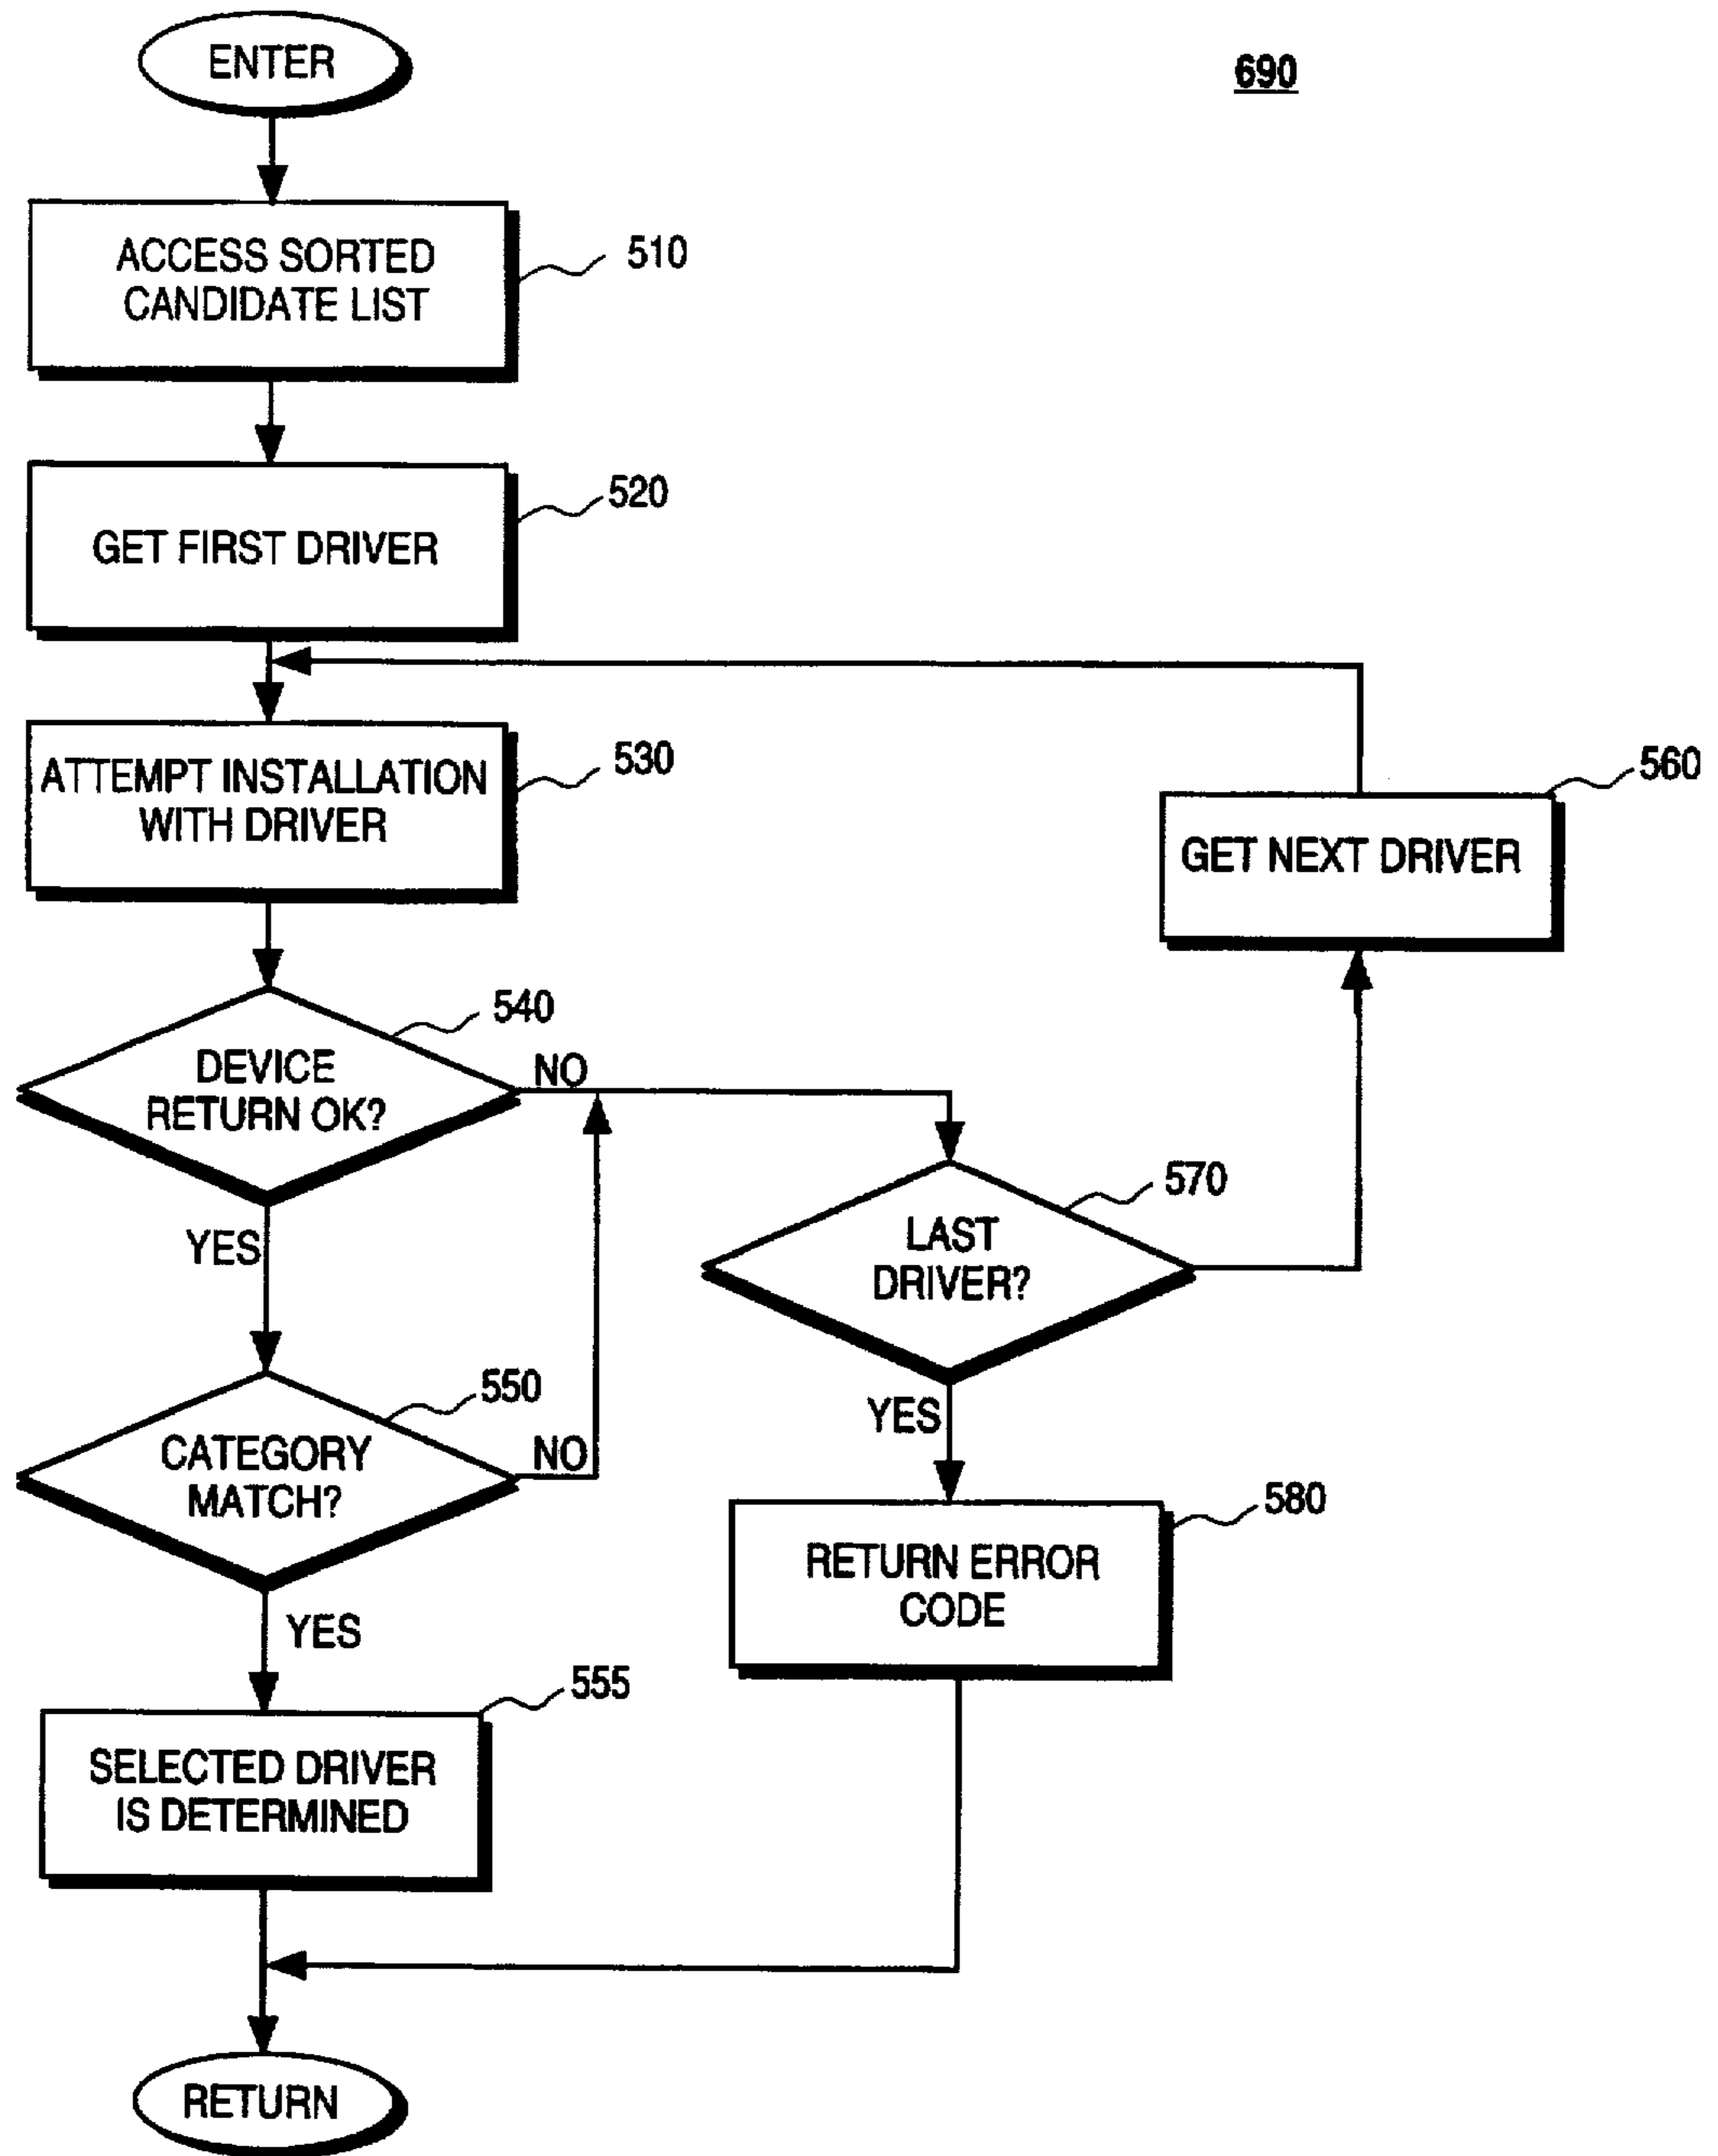 ENTER
690
ACCESS SORTED
CANDIDATE LIST
510
GET FIRST DRIVER
520
ATTEMPT INSTALLATION
WITH DRIVER
530
GET NEXT DRIVER
560
DEVICE
RETURN OK?
540
NO
YES
LAST
DRIVER?
570
YES
CATEGORY
MATCH?
550
NO
YES
RETURN ERROR
CODE
580
SELECTED DRIVER
IS DETERMINED
555
RETURN